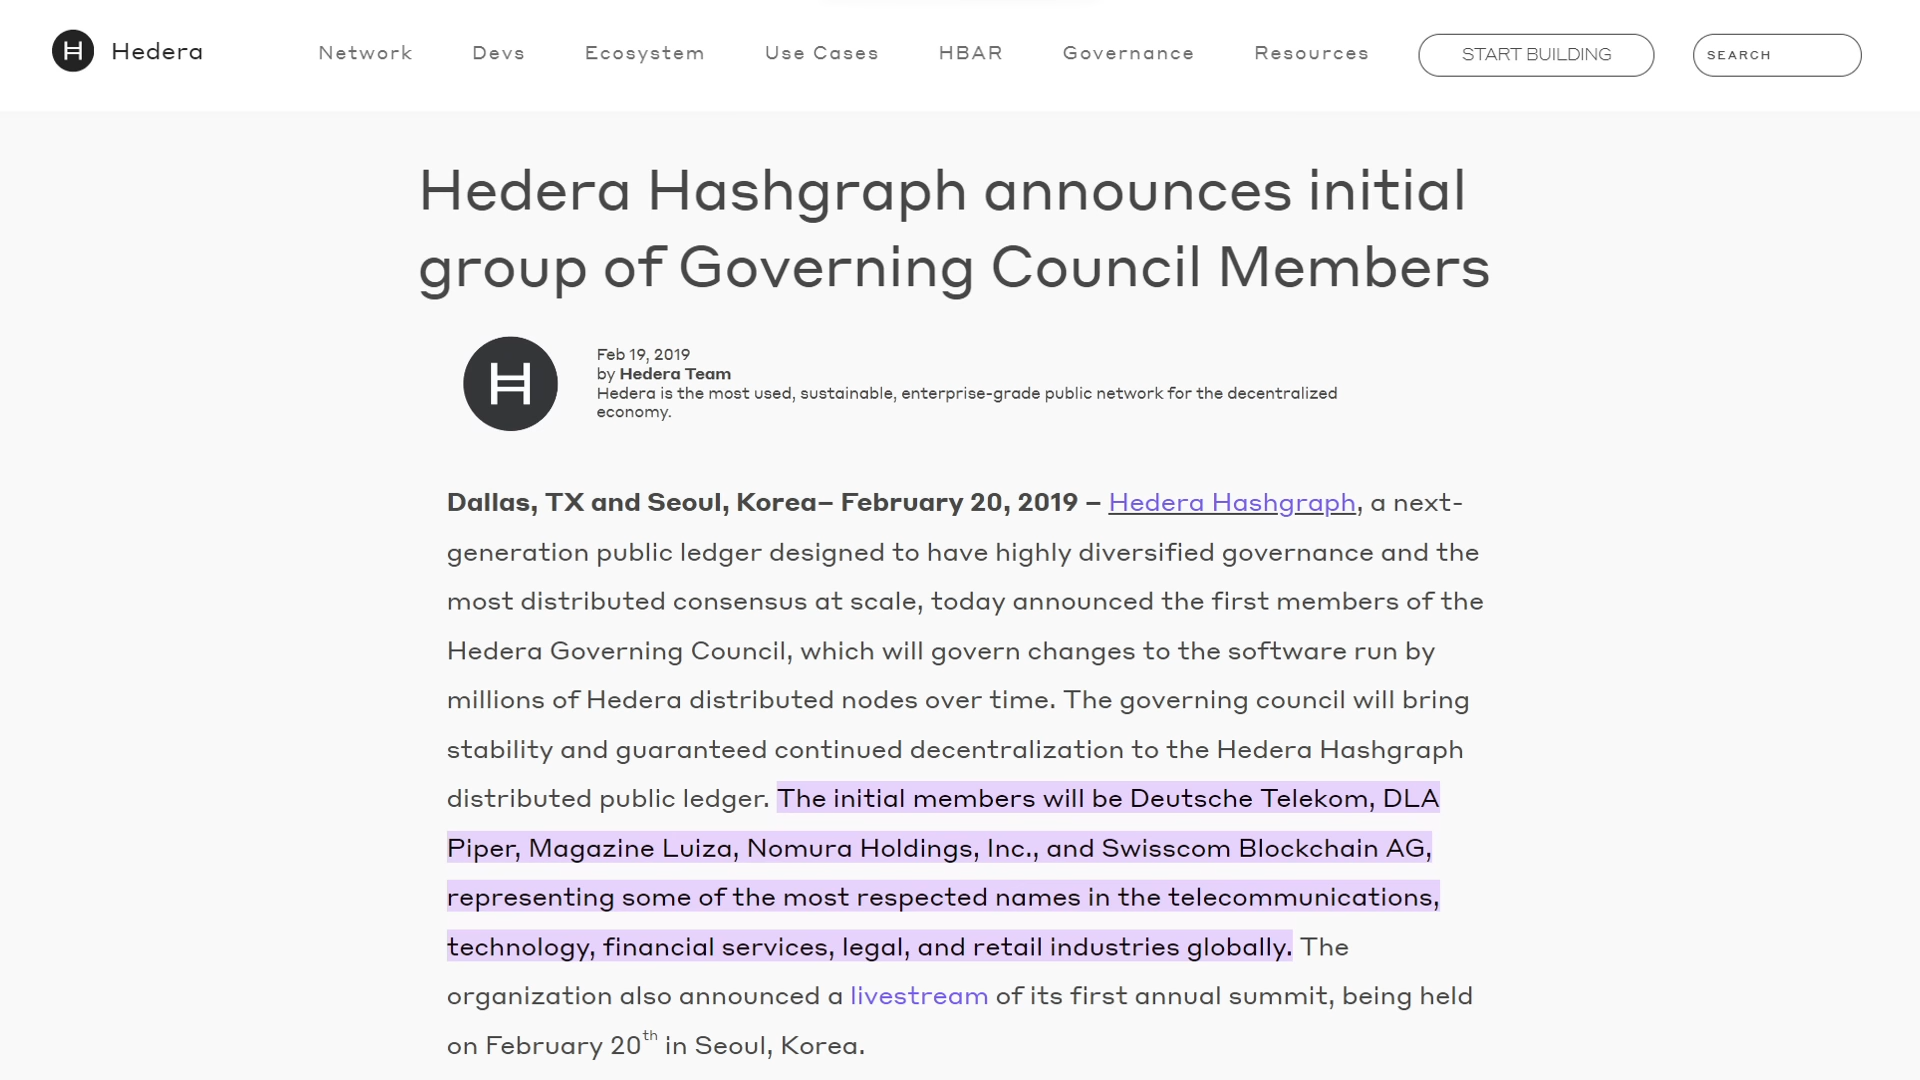 Hedera
Network Devs Ecosystem Use Cases HBAR Governance Resources START BUILDING SEARCH
Hedera Hashgraph announces initial
group of Governing Council Members
Feb 19, 2019
by Hedera Team
Hedera is the most used, sustainable, enterprise-grade public network for the decentralized
economy.
Dallas, TX and Seoul, Korea– February 20, 2019 – Hedera Hashgraph, a next-
generation public ledger designed to have highly diversified governance and the
most distributed consensus at scale, today announced the first members of the
Hedera Governing Council, which will govern changes to the software run by
millions of Hedera distributed nodes over time. The governing council will bring
stability and guaranteed continued decentralization to the Hedera Hashgraph
distributed public ledger. The initial members will be Deutsche Telekom, DLA
Piper, Magazine Luiza, Nomura Holdings, Inc., and Swisscom Blockchain AG,
representing some of the most respected names in the telecommunications,
technology, financial services, legal, and retail industries globally. The
organization also announced a livestream of its first annual summit, being held
on February 20th in Seoul, Korea.